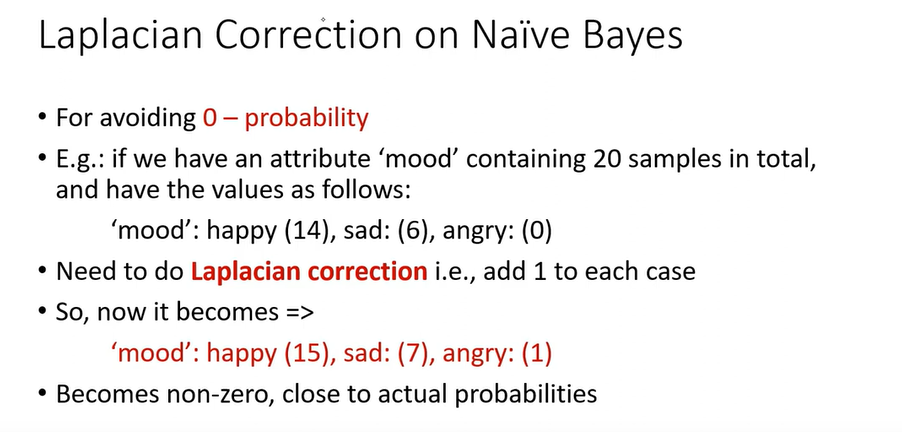 Laplacian Correction on Naïve Bayes
• For avoiding 0 – probability
• E.g.: if we have an attribute ‘mood’ containing 20 samples in total,
and have the values as follows:
‘mood’: happy (14), sad: (6), angry: (0)
• Need to do Laplacian correction i.e., add 1 to each case
• So, now it becomes =>
‘mood’: happy (15), sad: (7), angry: (1)
• Becomes non-zero, close to actual probabilities